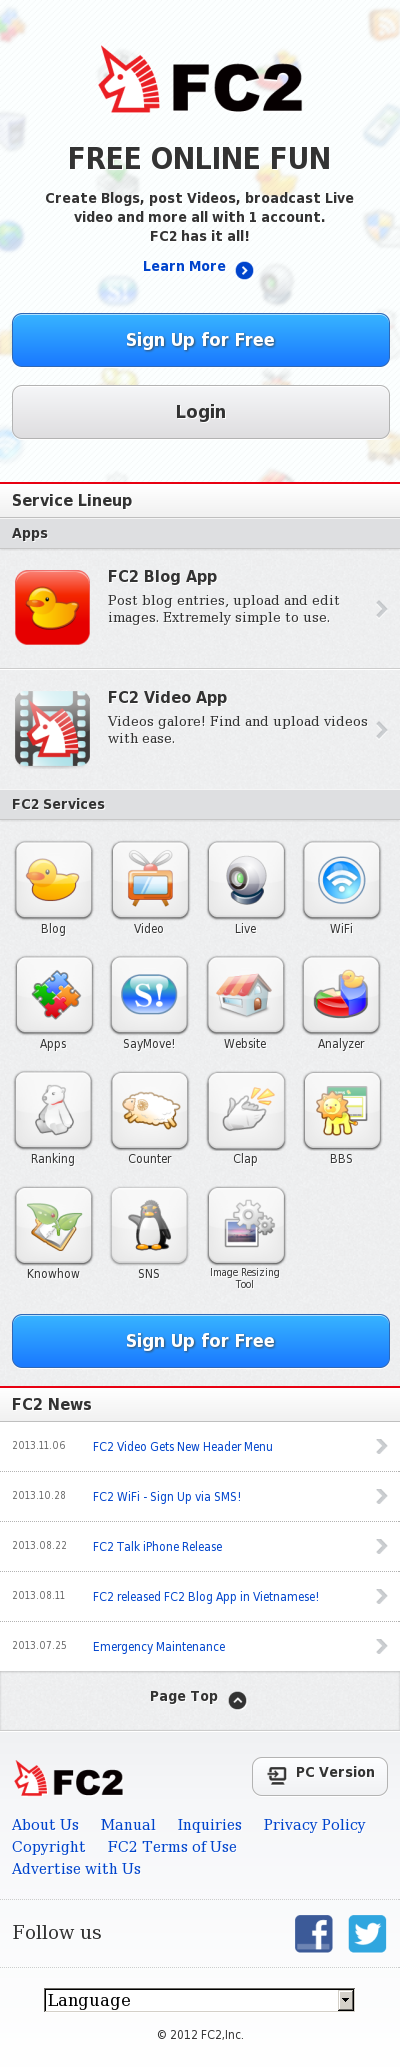 FC2
FREE ONLINE FUN
Create Blogs, post Videos, broadcast Live
video and more all with 1 account.
FC2 has it all!
Learn More
Sign Up for Free
Login
Service Lineup
Apps
FC2 Blog App
Post blog entries, upload and edit
images. Extremely simple to use.
FC2 Video App
Videos galore! Find and upload videos
with ease.
FC2 Services
Blog Video Live WiFi
S!
Apps SayMove! Website Analyzer
Ranking Counter Clap BBS
Knowhow SNS Image Resizing
Tool
Sign Up for Free
FC2 News
2013.11.06 FC2 Video Gets New Header Menu
2013.10.28 FC2 WiFi - Sign Up via SMS!
2013.08.22 FC2 Talk iPhone Release
2013.08.11 FC2 released FC2 Blog App in Vietnamese!
2013.07.25 Emergency Maintenance
Page Top
FC2 PC Version
About Us Manual Inquiries Privacy Policy
Copyright FC2 Terms of Use
Advertise with Us
Follow us
Language
© 2012 FC2,Inc.